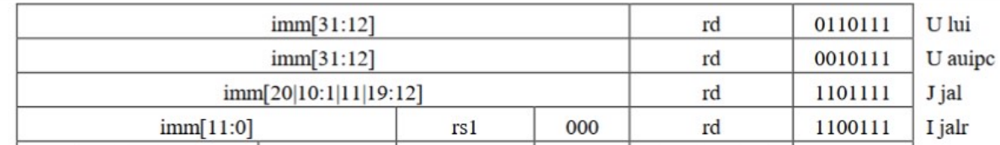 imm[31:12] rd 0110111 U lui
imm[31:12] rd 0010111 U auipc
imm[20|10:1|11|19:12] rd 1101111 J jal
imm[11:0] rs1 000 rd 1100111 I jalr